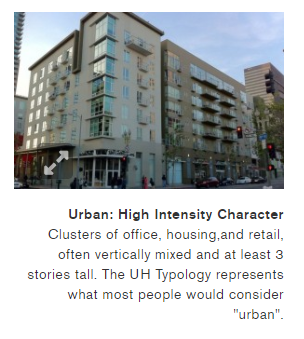 Urban: High Intensity Character
Clusters of office, housing,and retail,
often vertically mixed and at least 3
stories tall. The UH Typology represents
what most people would consider
"urban".